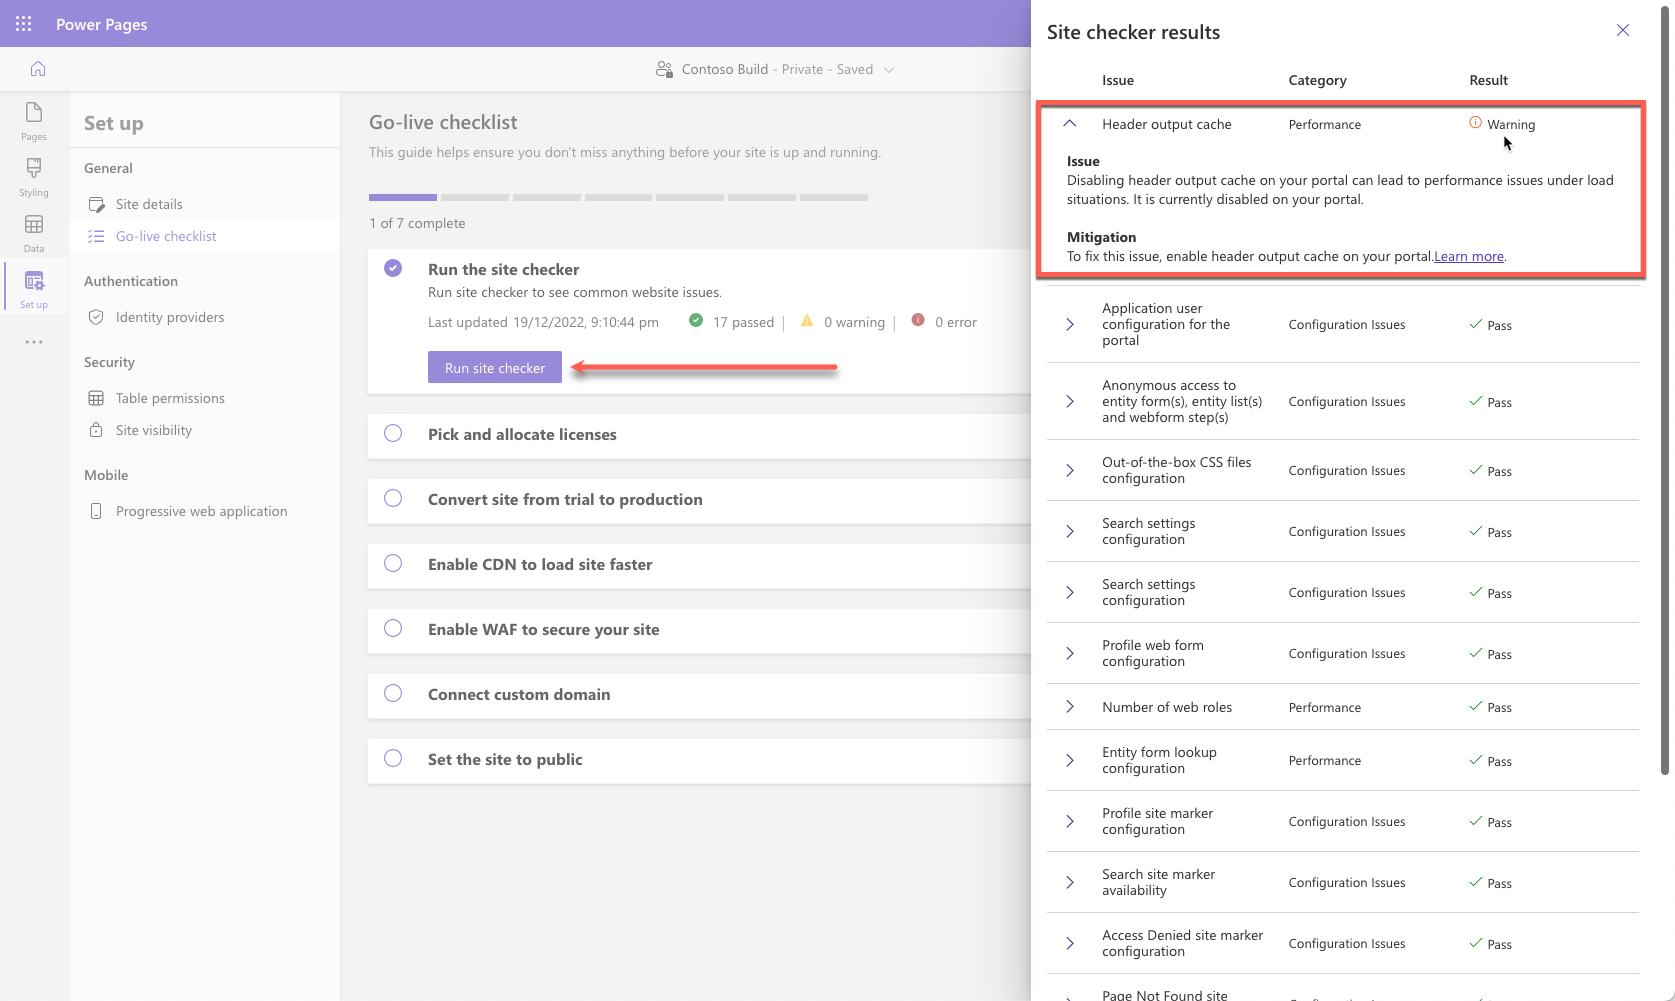 Power Pages
Contoso Build - Private - Saved
Pages
Styling
Data
Set up
Set up
General
Site details
Go-live checklist
Authentication
Identity providers
Security
Table permissions
Site visibility
Mobile
Progressive web application
Go-live checklist
This guide helps ensure you don't miss anything before your site is up and running.
1 of 7 complete
Run the site checker
Run site checker to see common website issues.
Last updated 19/12/2022, 9:10:44 pm 17 passed | 0 warning | 0 error
Run site checker
Pick and allocate licenses
Convert site from trial to production
Enable CDN to load site faster
Enable WAF to secure your site
Connect custom domain
Set the site to public
Site checker results
Issue Category Result
Header output cache Performance Warning
Issue
Disabling header output cache on your portal can lead to performance issues under load
situations. It is currently disabled on your portal.
Mitigation
To fix this issue, enable header output cache on your portal.Learn more.
Application user
configuration for the
portal
Configuration Issues Pass
Anonymous access to
entity form(s), entity list(s)
and webform step(s)
Configuration Issues Pass
Out-of-the-box CSS files
configuration
Configuration Issues Pass
Search settings
configuration
Configuration Issues Pass
Search settings
configuration
Configuration Issues Pass
Profile web form
configuration
Configuration Issues Pass
Number of web roles Performance Pass
Entity form lookup
configuration
Performance Pass
Profile site marker
configuration
Configuration Issues Pass
Search site marker
availability
Configuration Issues Pass
Access Denied site marker
configuration
Configuration Issues Pass
Page Not Found site